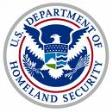 U.S. DEPARTMENT OF
HOMELAND SECURITY